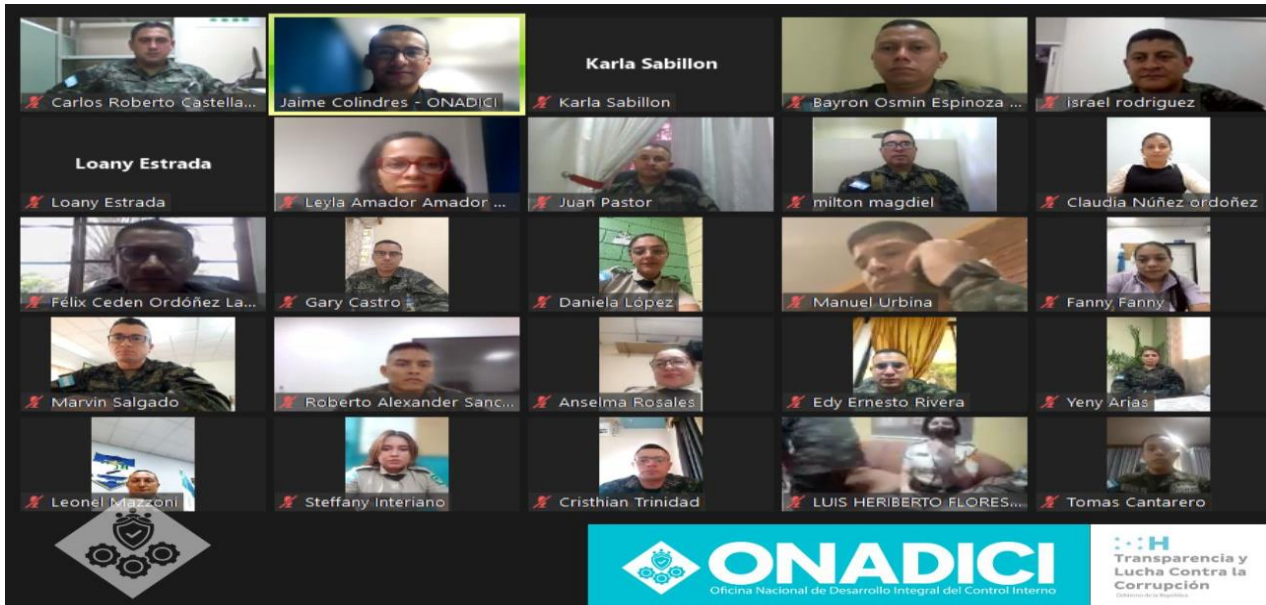 Karla Sabillon
Carlos Roberto Castella...
Jaime Colindres - ONADICI
Karla Sabillon
Bayron Osmin Espinoza ...
israel rodriguez
Loany Estrada
Loany Estrada
Leyla Amador Amador ...
Juan Pastor
milton magdiel
Claudia Núñez ordoñez
Félix Ceden Ordóñez La...
Gary Castro
Daniela López
Manuel Urbina
Fanny Fanny
Marvin Salgado
Roberto Alexander Sanc...
Anselma Rosales
Edy Ernesto Rivera
Yeny Arias
Leonel Mazzoni
Steffany Interiano
Cristhian Trinidad
LUIS HERIBERTO FLORES...
Tomas Cantarero
ONADICI
Oficina Nacional de Desarrollo Integral del Control Interno
H
Transparencia y
Lucha Contra la
Corrupción
Gobierno de la República